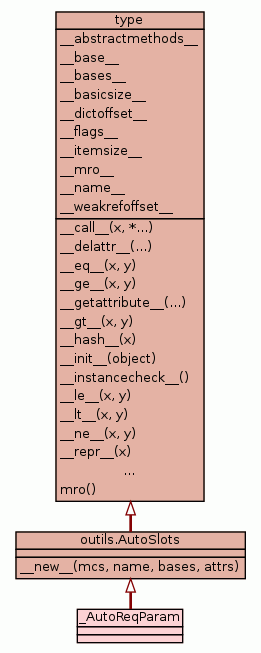 type
__abstractmethods__
__base__
__bases__
__basicsize__
__dictoffset__
__flags__
__itemsize__
__mro__
__name__
__weakrefoffset__
__call__(x, *...)
__delattr__(...)
__eq__(x, y)
__ge__(x, y)
__getattribute__(...)
__gt__(x, y)
__hash__(x)
__init__(object)
__instancecheck__()
__le__(x, y)
__lt__(x, y)
__ne__(x, y)
__repr__(x)
...
mro()
outils.AutoSlots
__new__(mcs, name, bases, attrs)
_AutoReqParam